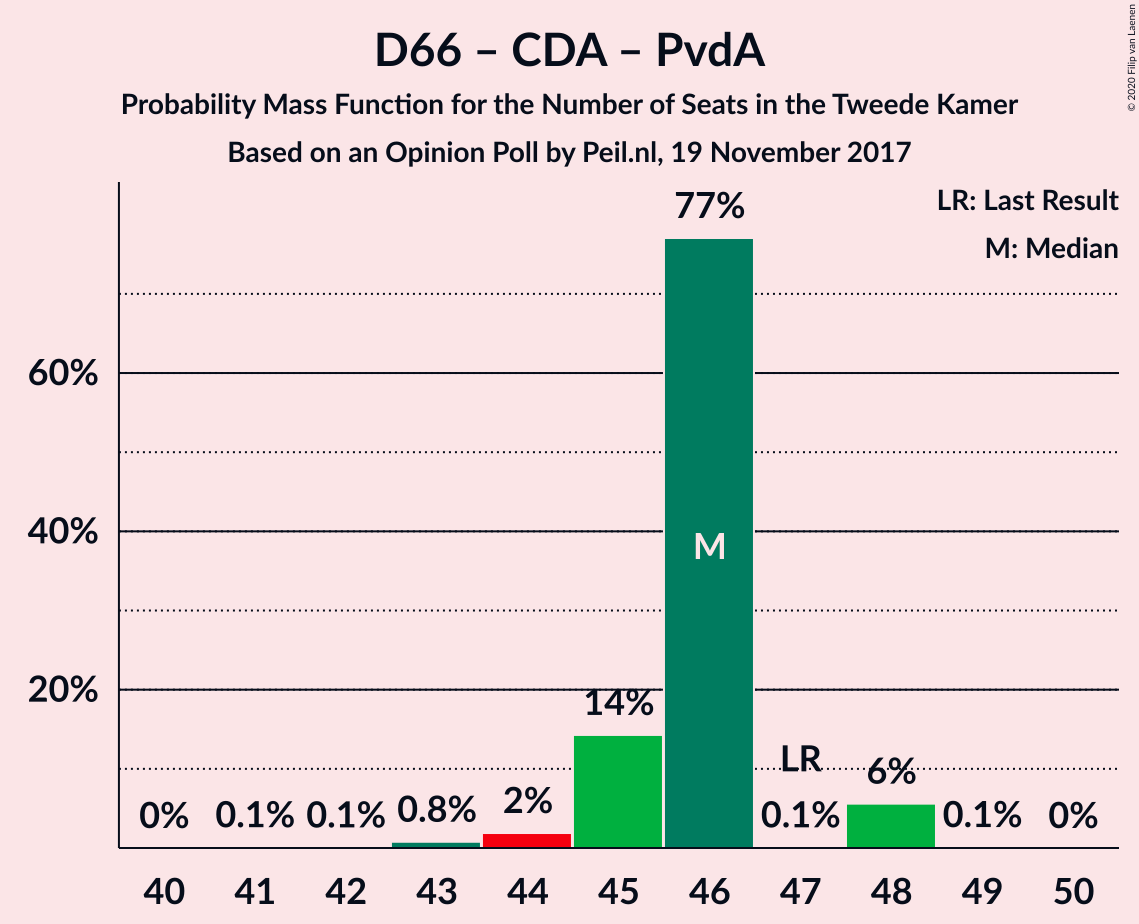 D66 – CDA – PvdA
Probability Mass Function for the Number of Seats in the Tweede Kamer
Based on an Opinion Poll by Peil.nl, 19 November 2017
© 2020 Filip van Laenen
LR: Last Result
M: Median
77%
60%
40%
20%
M
LR
0%
0.1%
0.1%
0.8%
2%
14%
0.1%
6%
0.1%
0%
40 41 42 43 44 45 46 47 48 49 50